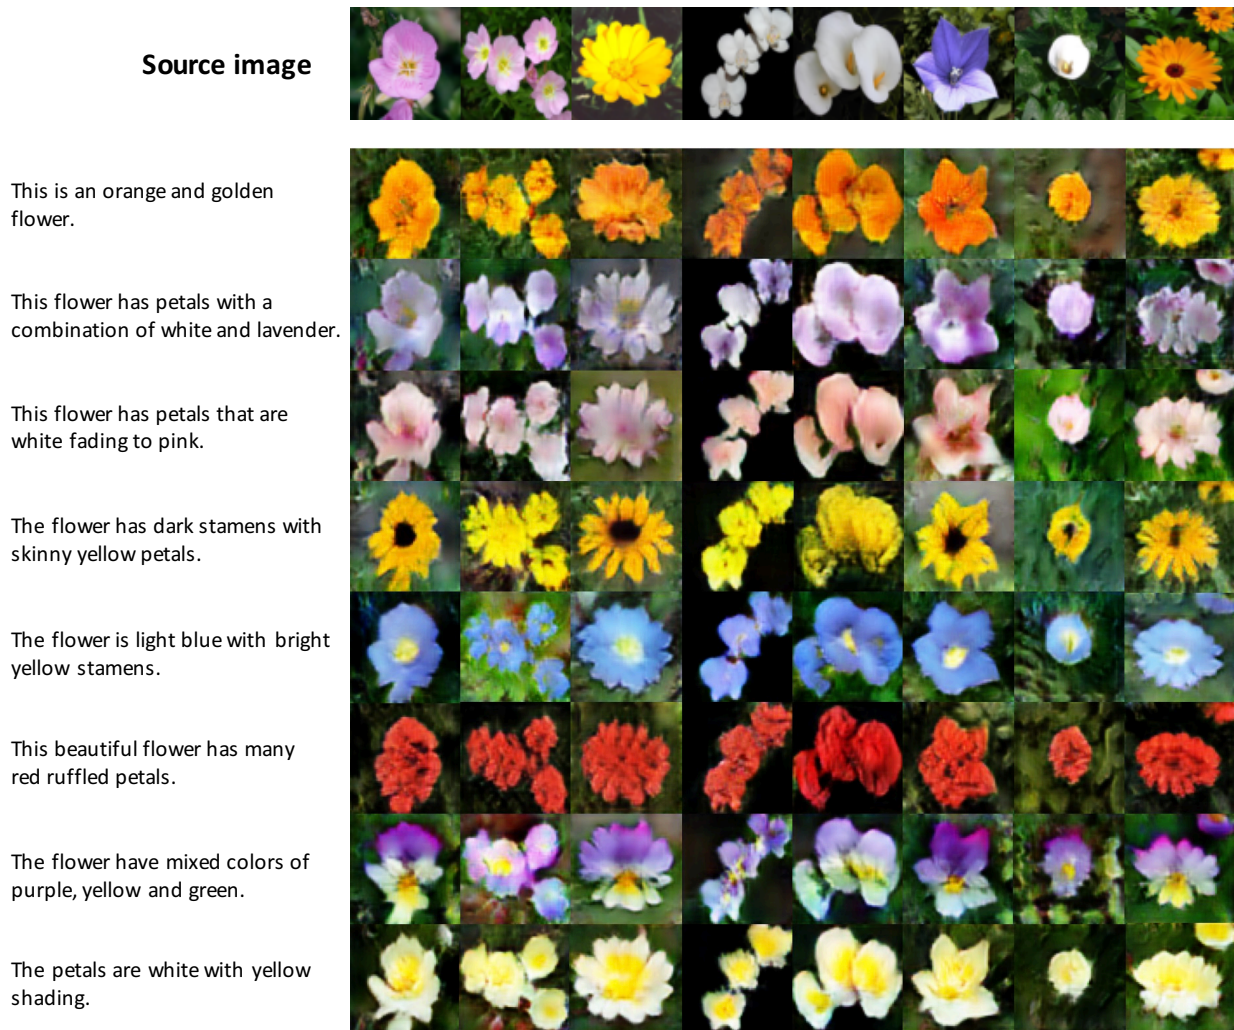 Source image
This is an orange and golden
flower.
This flower has petals with a
combination of white and lavender.
This flower has petals that are
white fading to pink.
The flower has dark stamens with
skinny yellow petals.
The flower is light blue with bright
yellow stamens.
This beautiful flower has many
red ruffled petals.
The flower have mixed colors of
purple, yellow and green.
The petals are white with yellow
shading.